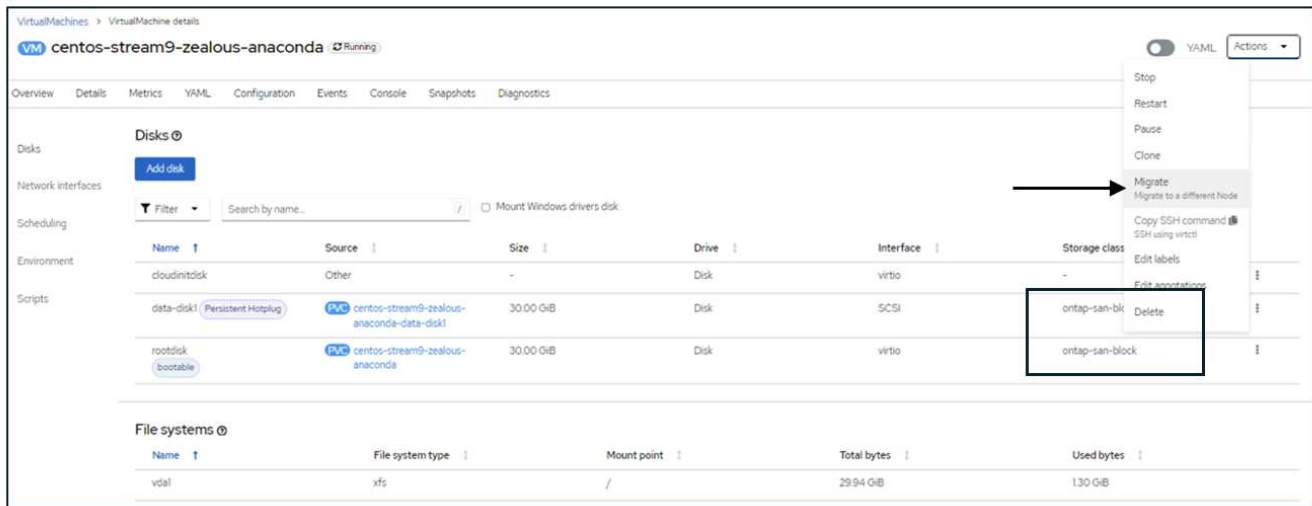 VirtualMachines > VirtualMachine details
VM centos-stream9-zealous-anaconda Running
YAML Actions
Overview Details Metrics YAML Configuration Events Console Snapshots Diagnostics
Stop
Restart
Pause
Clone
Migrate
Migrate to a different Node
Copy SSH command
SSH using virtctl
Edit labels
Edit annotations
Delete
Disks
Network interfaces
Scheduling
Environment
Scripts
Disks
Add disk
Filter Search by name... / Mount Windows drivers disk
Name Source Size Drive Interface Storage class
cloudinitdisk Other - Disk virtio -
data-disk1 Persistent Hotplug PVC centos-stream9-zealous- 30.00 GiB Disk SCSI ontap-san-blo
anaconda-data-disk1
rootdisk PVC centos-stream9-zealous- 30.00 GiB Disk virtio ontap-san-block
bootable anaconda
File systems
Name File system type Mount point Total bytes Used bytes
vda1 xfs / 29.94 GiB 1.30 GiB